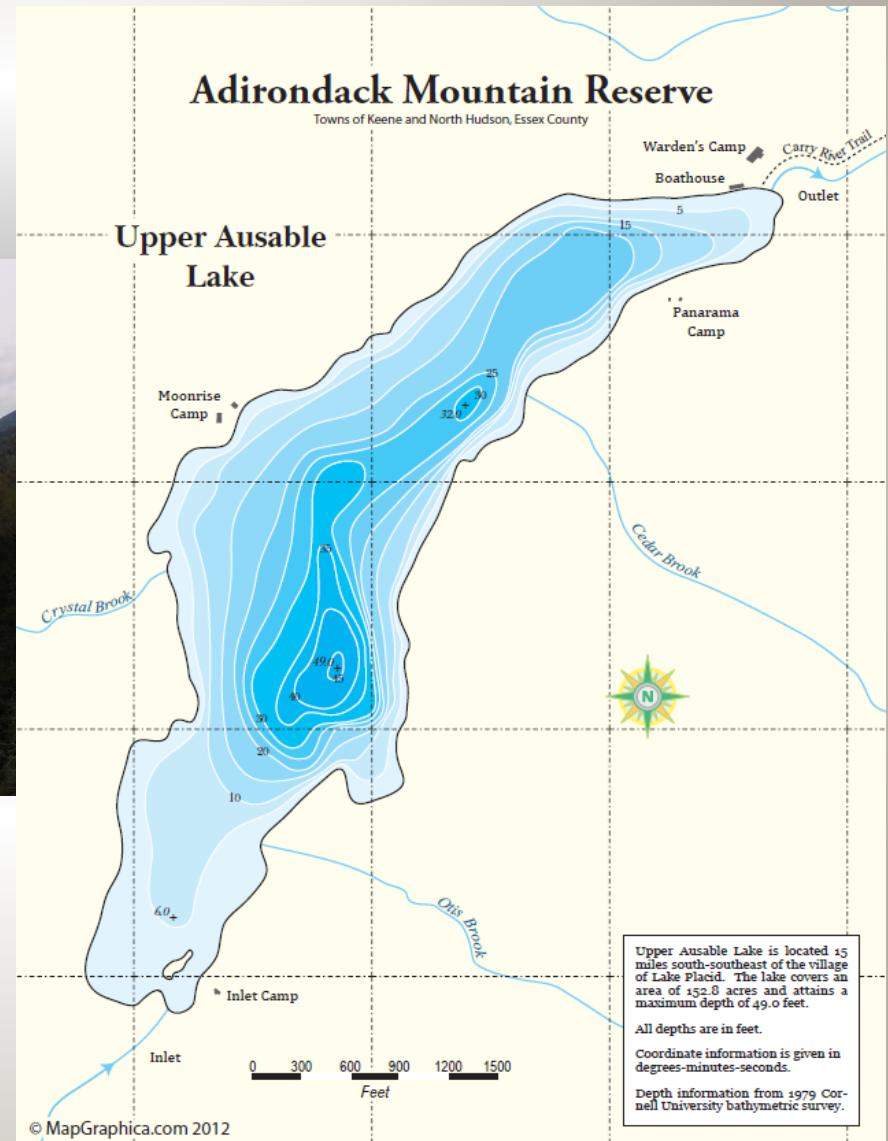 Adirondack Mountain Reserve
Towns of Keene and North Hudson, Essex County
Warden's Camp
Carry River Trail
Boathouse
Outlet
5
15
Upper Ausable
Lake
Panarama
Camp
25
30
32.0
Moonrise
Camp
35
Cedar Brook
Crystal Brook
49.0
45
40
N
30
20
10
6.0
Otis Brook
Inlet Camp
Inlet
0 300 600 900 1200 1500
Feet
Upper Ausable Lake is located 15
miles south-southeast of the village
of Lake Placid. The lake covers an
area of 152.8 acres and attains a
maximum depth of 49.0 feet.
All depths are in feet.
Coordinate information is given in
degrees-minutes-seconds.
Depth information from 1979 Cor-
nell University bathymetric survey.
© MapGraphica.com 2012